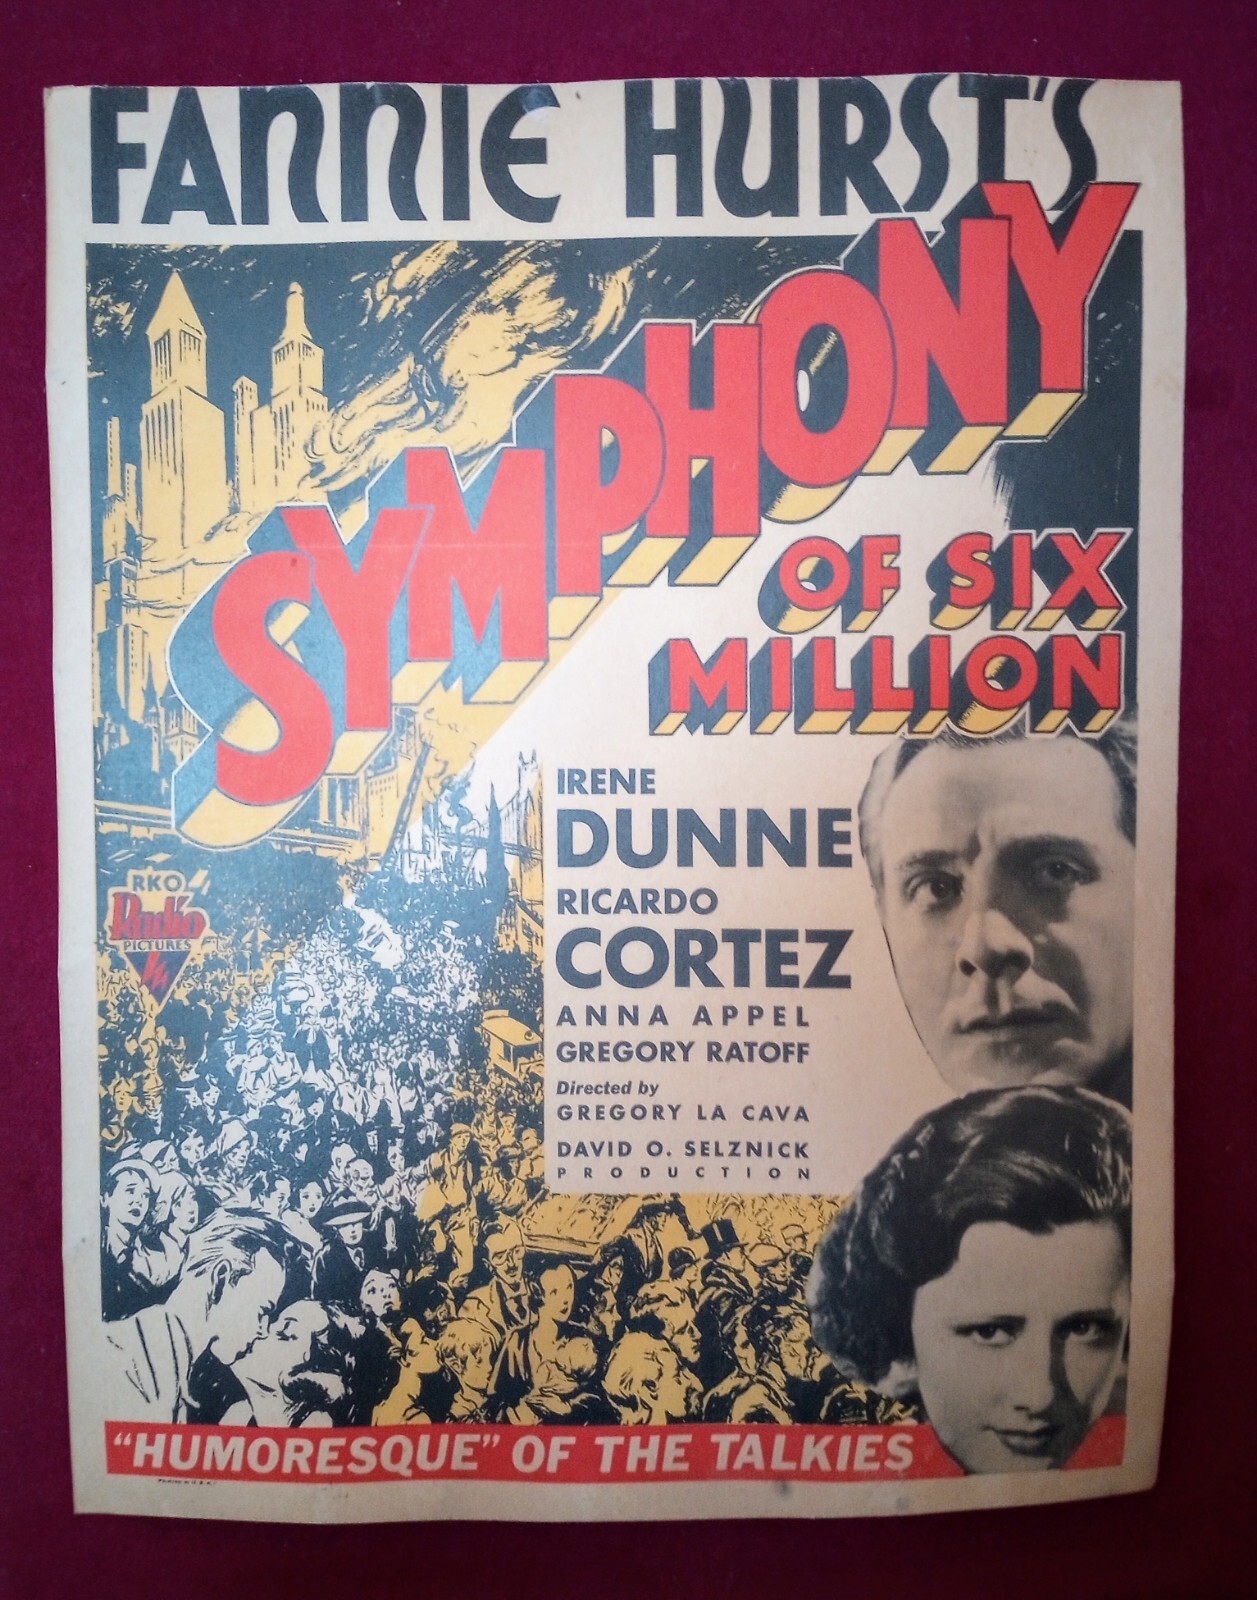 FANNIE HURST'S
SYMPHONY
OF SIX
MILLION
IRENE
DUNNE
RICARDO
CORTEZ
ANNA APPEL
GREGORY RATOFF
Directed by
GREGORY LA CAVA
DAVID O. SELZNICK
PRODUCTION
RKO
Radio
PICTURES
"HUMORESQUE" OF THE TALKIES